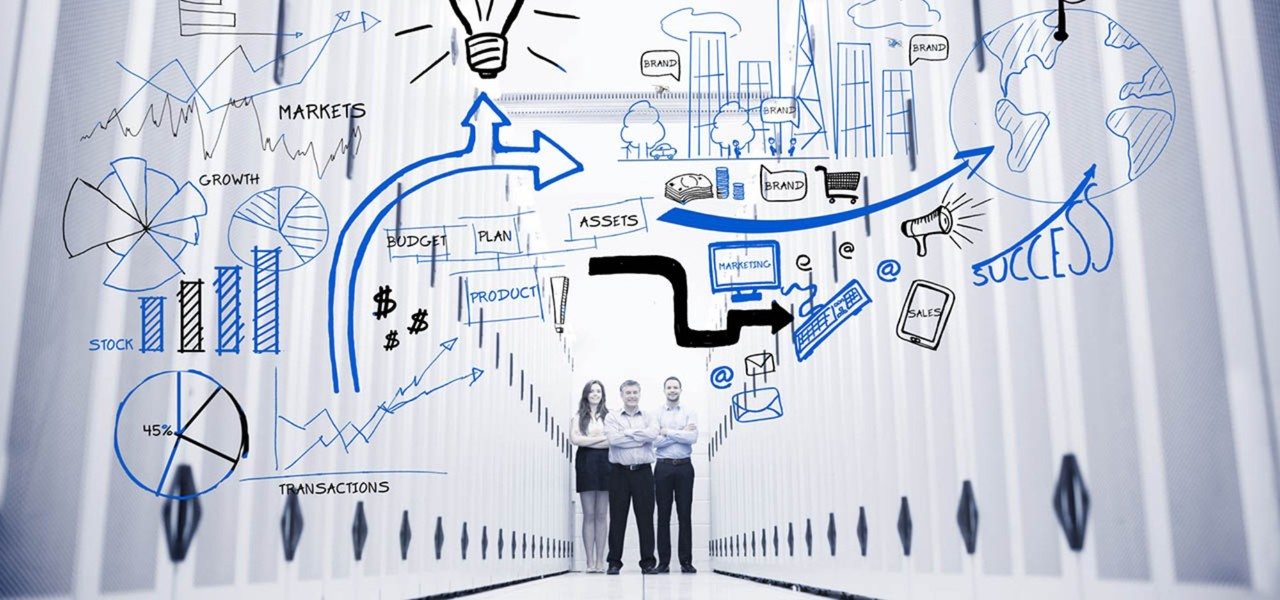 BRAND
BRAND
MARKETS
BRAND
GROWTH
BRAND
ASSETS
BUDGET
PLAN
MARKETING
@
@
SUCCESS
PRODUCT
!
$
$
$
SALES
STOCK
@
45%
TRANSACTIONS